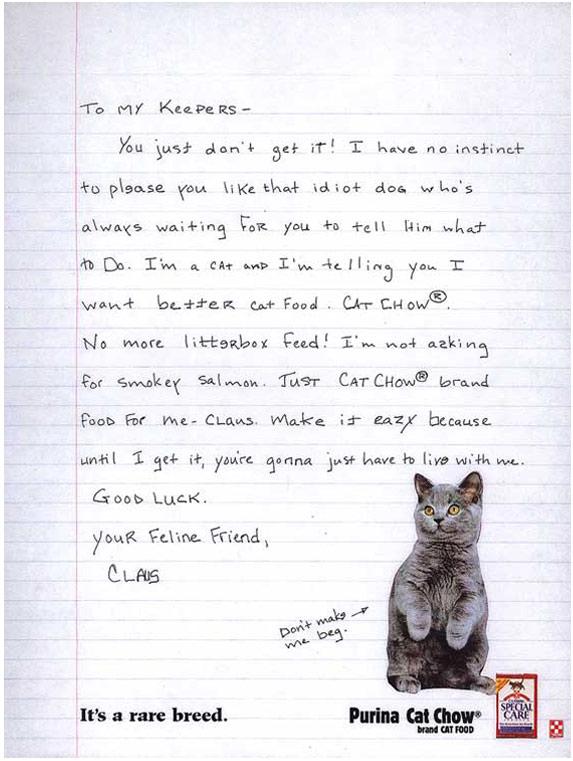 To MY KEEPERS -
You just don't get it! I have no instinct
to please you like that idiot dog who's
always waiting FOR you to tell Him what
to Do. I'm a CAT AND I'm telling you I
want better cat Food. CAT CHOW®.
No more litterbox feed! I'm not azking
for smokey salmon. JUST CAT CHOW® brand
FOOD FOR me - CLAUS. Make it eazy because
until I get it, you're gonna just have to live with me.
GOOD LUCK.
YOUR Feline Friend,
CLAUS
Don't make
me beg.
It's a rare breed.
Purina Cat Chow®
brand CAT FOOD
SPECIAL
CARE